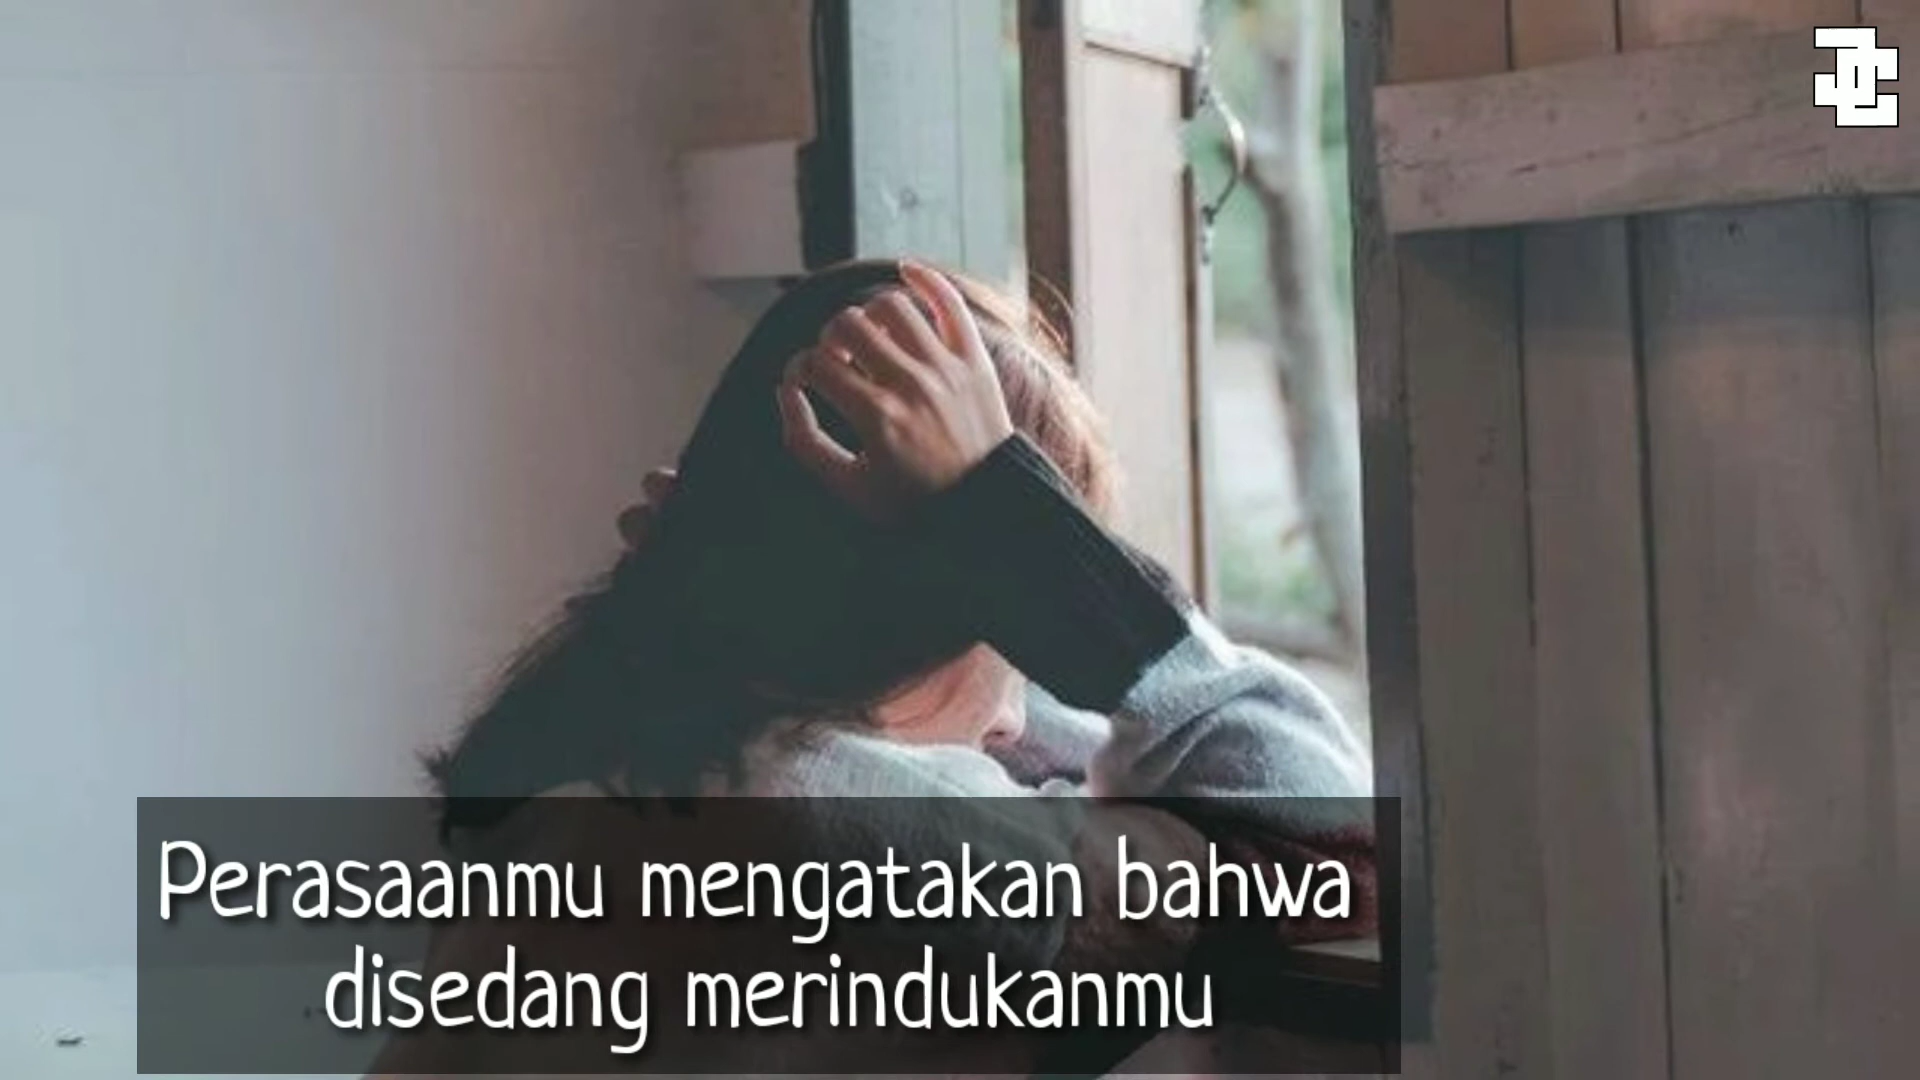 Perasaanmu mengatakan bahwa
disedang merindukanmu